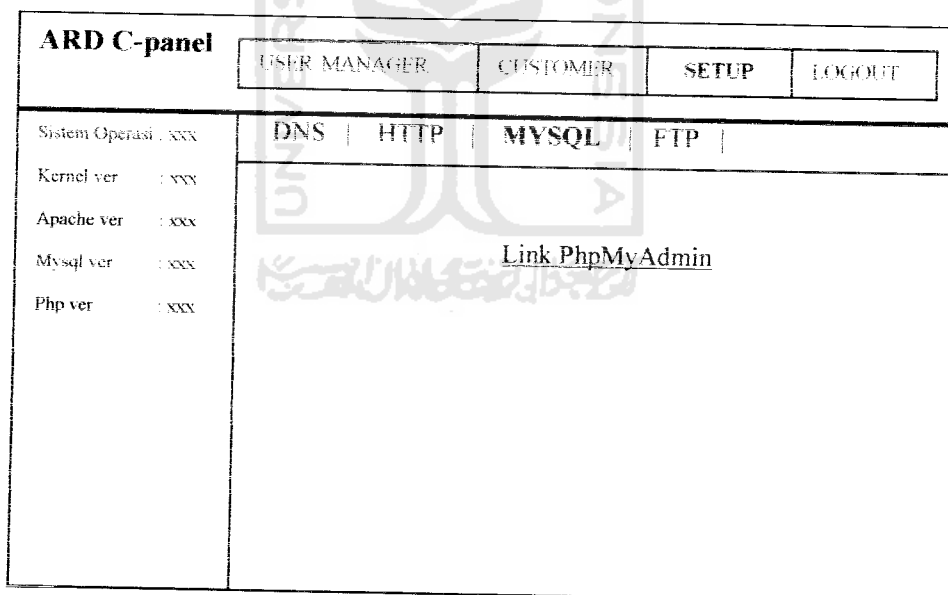 ARD C-panel
USER MANAGER CUSTOMER SETUP LOGOUT
DNS | HTTP | MYSQL | FTP |
Sistem Operasi : xxx
Kernel ver : xxx
Apache ver : xxx
Mysql ver : xxx
Php ver : xxx
Link PhpMyAdmin